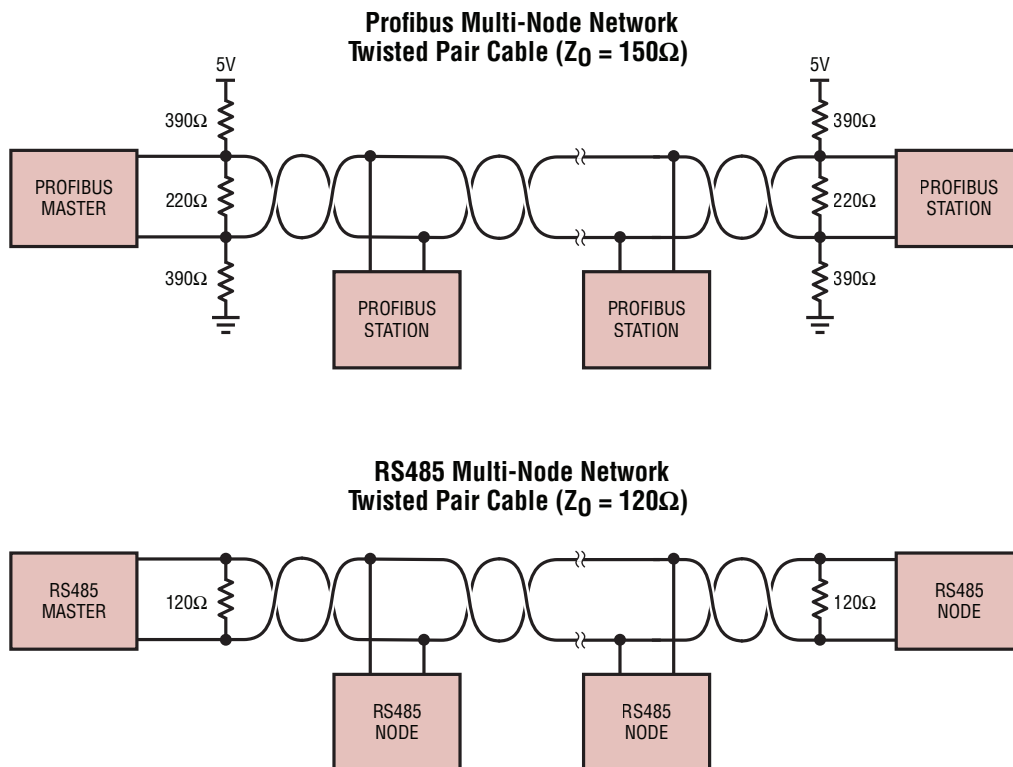 Profibus Multi-Node Network
Twisted Pair Cable (Z0 = 150Ω)
5V
5V
390Ω
390Ω
PROFIBUS
MASTER
220Ω
220Ω
PROFIBUS
STATION
390Ω
390Ω
PROFIBUS
STATION
PROFIBUS
STATION
RS485 Multi-Node Network
Twisted Pair Cable (Z0 = 120Ω)
RS485
MASTER
120Ω
120Ω
RS485
NODE
RS485
NODE
RS485
NODE